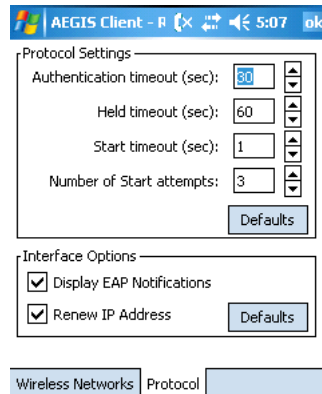 AEGIS Client - R 5:07 ok
Protocol Settings
Authentication timeout (sec): 30
Held timeout (sec): 60
Start timeout (sec): 1
Number of Start attempts: 3
Defaults
Interface Options
Display EAP Notifications
Renew IP Address Defaults
Wireless Networks Protocol